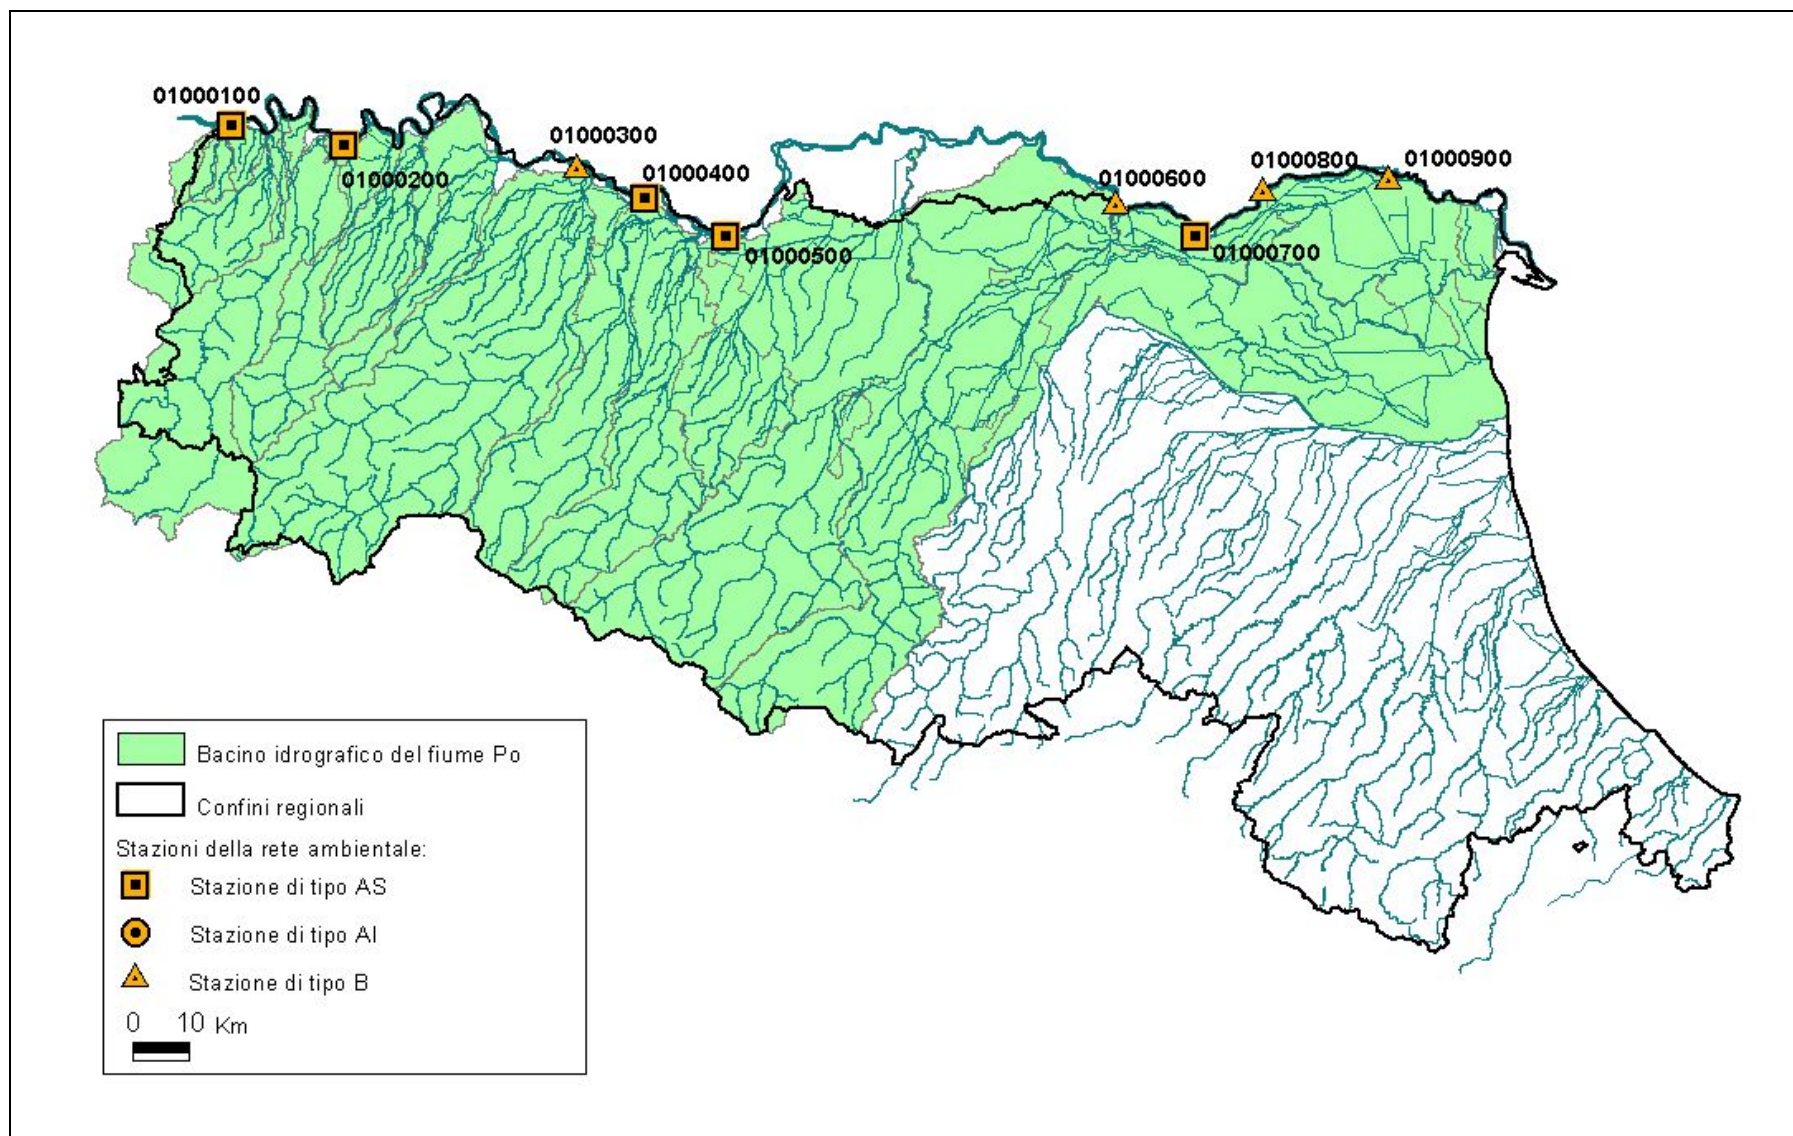 01000100
01000200
01000300
01000400
01000500
01000600
01000700
01000800
01000900
Bacino idrografico del fiume Po
Confini regionali
Stazioni della rete ambientale:
Stazione di tipo AS
Stazione di tipo AI
Stazione di tipo B
0 10 Km